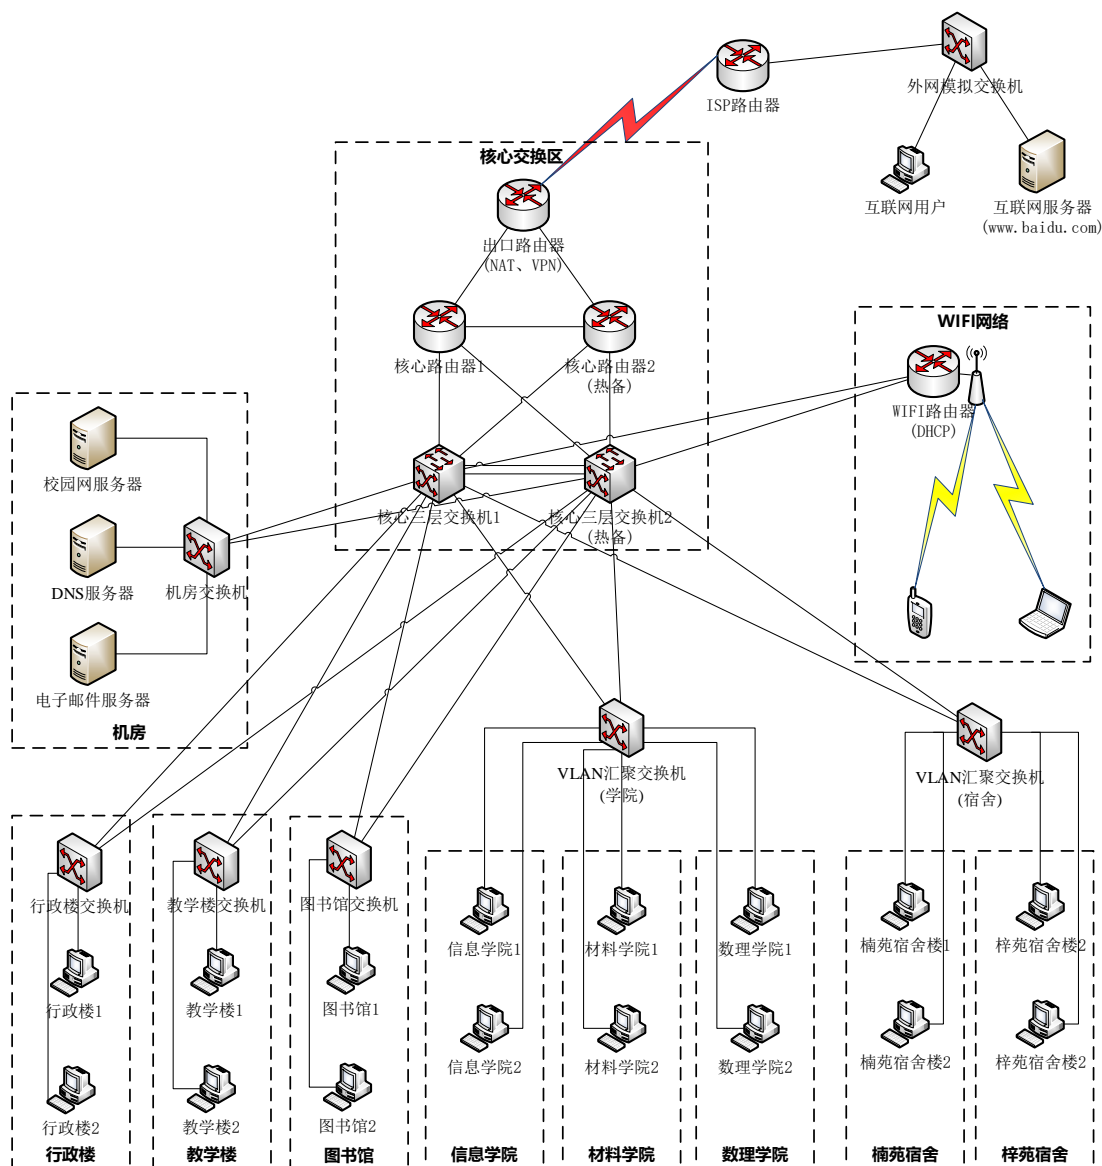 ISP路由器
外网模拟交换机
互联网用户
互联网服务器
(www.baidu.com)
核心交换区
出口路由器
(NAT、VPN)
核心路由器1
核心路由器2
(热备)
核心三层交换机1
核心三层交换机2
(热备)
WIFI网络
WIFI路由器
(DHCP)
校园网服务器
DNS服务器
机房交换机
电子邮件服务器
机房
VLAN汇聚交换机
(学院)
VLAN汇聚交换机
(宿舍)
行政楼交换机
行政楼1
行政楼2
行政楼
教学楼交换机
教学楼1
教学楼2
教学楼
图书馆交换机
图书馆1
图书馆2
图书馆
信息学院1
信息学院2
信息学院
材料学院1
材料学院2
材料学院
数理学院1
数理学院2
数理学院
楠苑宿舍楼1
楠苑宿舍楼2
楠苑宿舍
梓苑宿舍楼2
梓苑宿舍楼2
梓苑宿舍